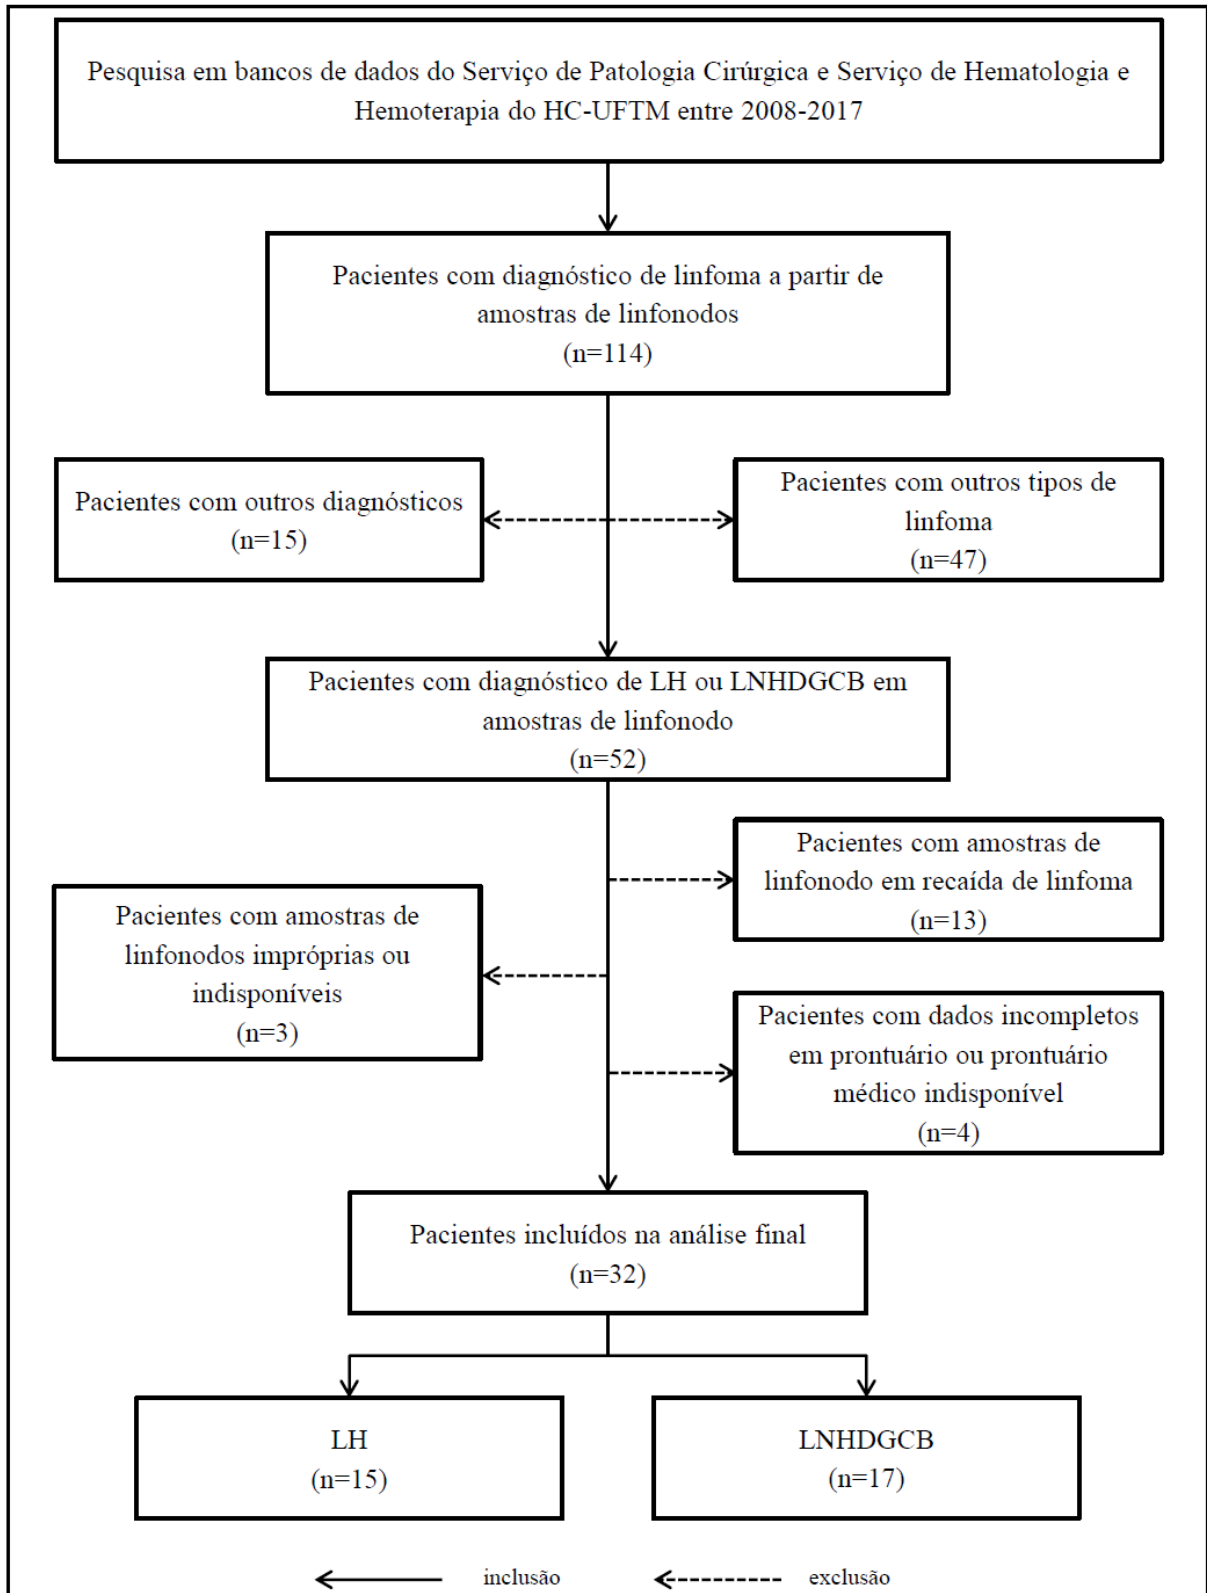 Pesquisa em bancos de dados do Serviço de Patologia Cirúrgica e Serviço de Hematologia e
Hemoterapia do HC-UFTM entre 2008-2017
Pacientes com diagnóstico de linfoma a partir de
amostras de linfonodos
(n=114)
Pacientes com outros diagnósticos
(n=15)
Pacientes com outros tipos de
linfoma
(n=47)
Pacientes com diagnóstico de LH ou LNHDGCB em
amostras de linfonodo
(n=52)
Pacientes com amostras de
linfonodo em recaída de linfoma
(n=13)
Pacientes com amostras de
linfonodos impróprias ou
indisponíveis
(n=3)
Pacientes com dados incompletos
em prontuário ou prontuário
médico indisponível
(n=4)
Pacientes incluídos na análise final
(n=32)
LH
(n=15)
LNHDGCB
(n=17)
inclusão
exclusão